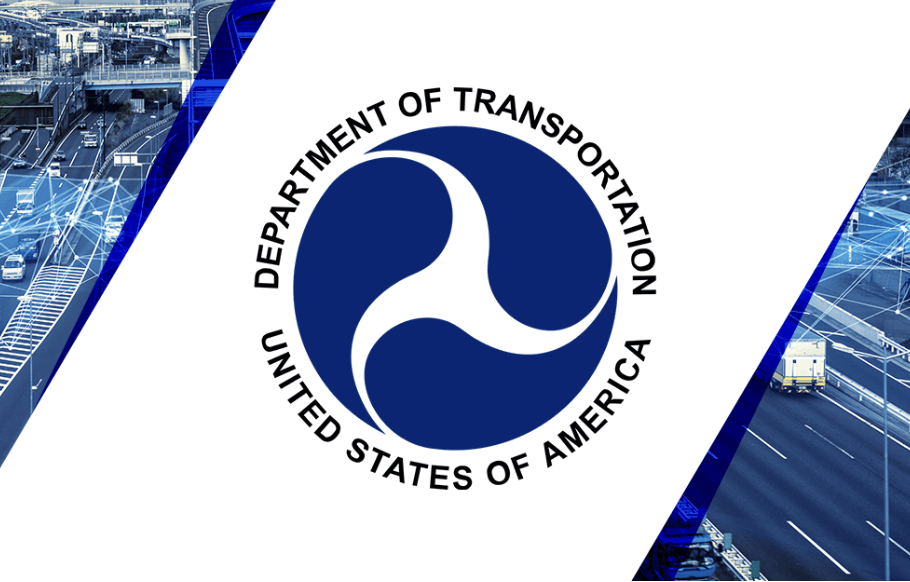 DEPARTMENT OF TRANSPORTATION
UNITED STATES OF AMERICA